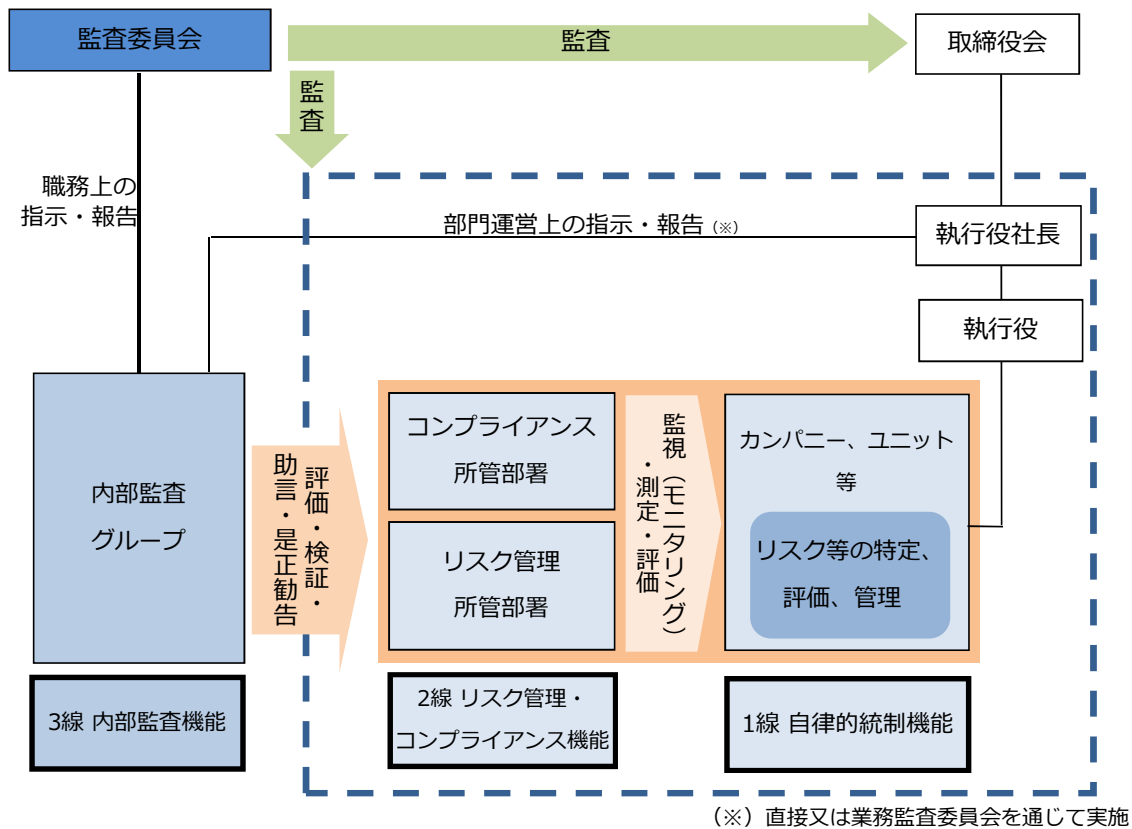 監査委員会
監査
取締役会
監査
職務上の
指示・報告
部門運営上の指示・報告（※）
執行役社長
執行役
内部監査
グループ
評価・検証・
助言・是正勧告
コンプライアンス
所管部署
リスク管理
所管部署
監視（モニタリング）
・測定・評価
カンパニー、ユニット
等
リスク等の特定、
評価、管理
3線 内部監査機能
2線 リスク管理・
コンプライアンス機能
1線 自律的統制機能
（※）直接又は業務監査委員会を通じて実施